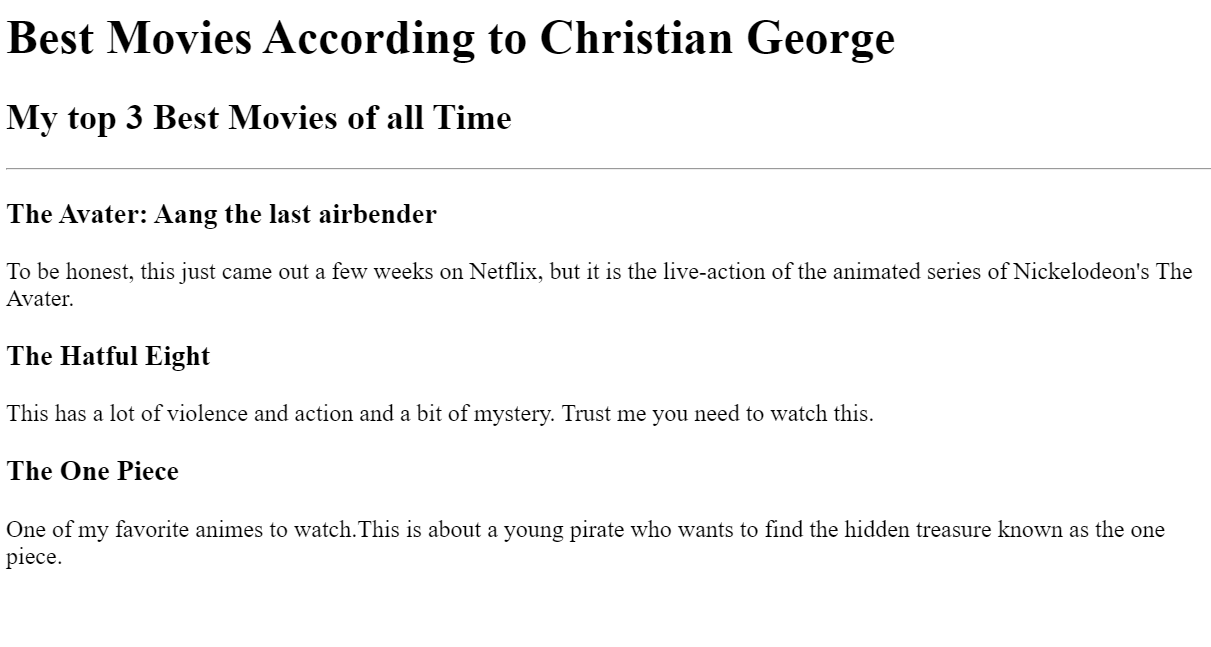 Best Movies According to Christian George
My top 3 Best Movies of all Time
The Avater: Aang the last airbender
To be honest, this just came out a few weeks on Netflix, but it is the live-action of the animated series of Nickelodeon's The
Avater.
The Hatful Eight
This has a lot of violence and action and a bit of mystery. Trust me you need to watch this.
The One Piece
One of my favorite animes to watch.This is about a young pirate who wants to find the hidden treasure known as the one
piece.